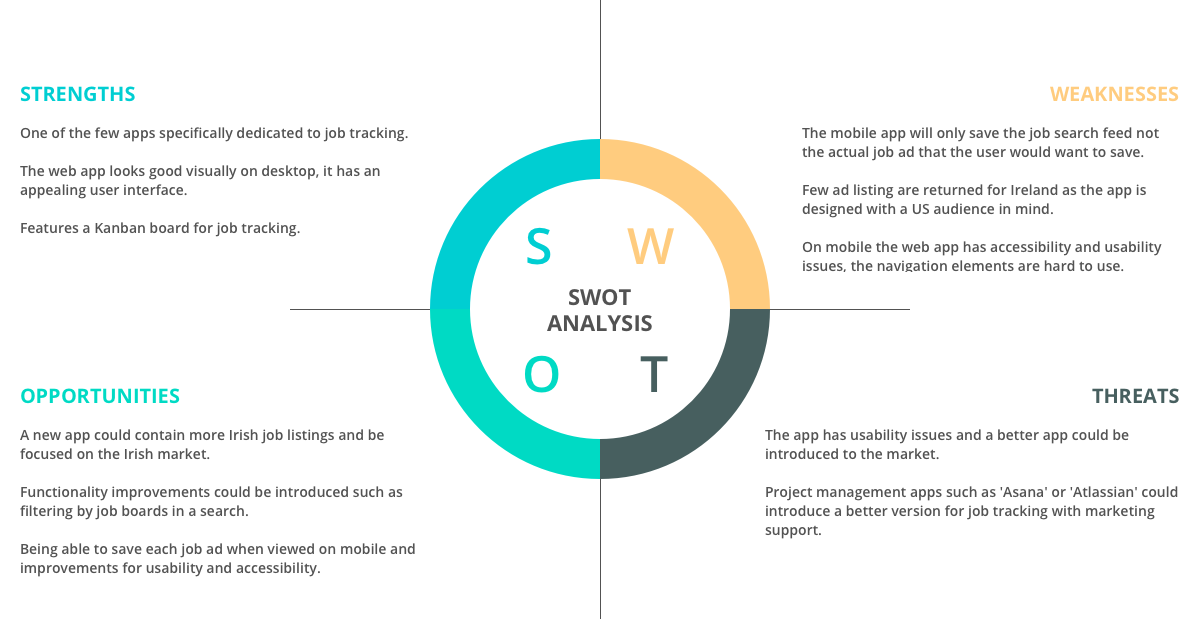 STRENGTHS
One of the few apps specifically dedicated to job tracking.
The web app looks good visually on desktop, it has an
appealing user interface.
Features a Kanban board for job tracking.
WEAKNESSES
The mobile app will only save the job search feed not
the actual job ad that the user would want to save.
Few ad listing are returned for Ireland as the app is
designed with a US audience in mind.
On mobile the web app has accessibility and usability
issues, the navigation elements are hard to use.
S W
SWOT
ANALYSIS
O T
OPPORTUNITIES
A new app could contain more Irish job listings and be
focused on the Irish market.
Functionality improvements could be introduced such as
filtering by job boards in a search.
Being able to save each job ad when viewed on mobile and
improvements for usability and accessibility.
THREATS
The app has usability issues and a better app could be
introduced to the market.
Project management apps such as 'Asana' or 'Atlassian' could
introduce a better version for job tracking with marketing
support.